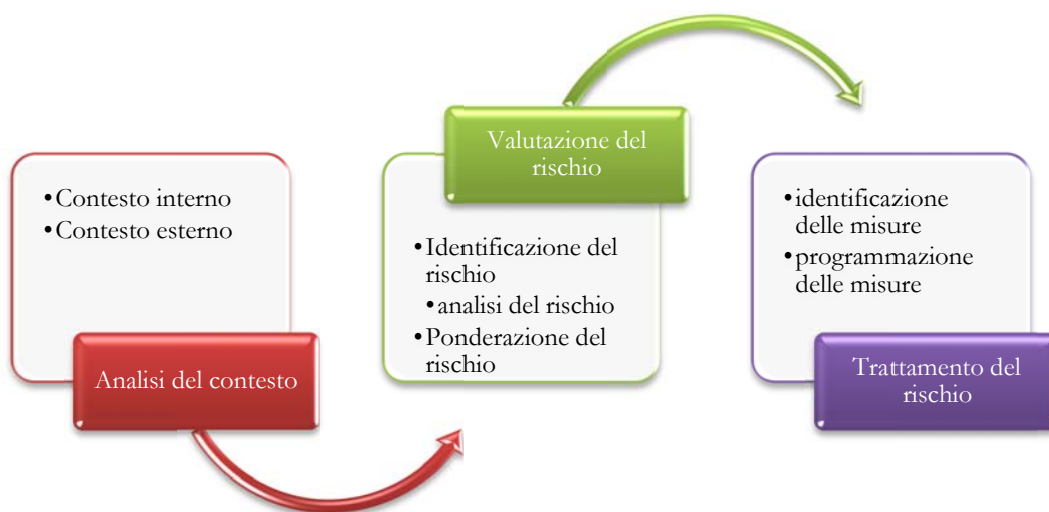 •Contesto interno
•Contesto esterno
Analisi del contesto
Valutazione del
rischio
•Identificazione del
rischio
•analisi del rischio
•Ponderazione del
rischio
•identificazione
delle misure
•programmazione
delle misure
Trattamento del
rischio